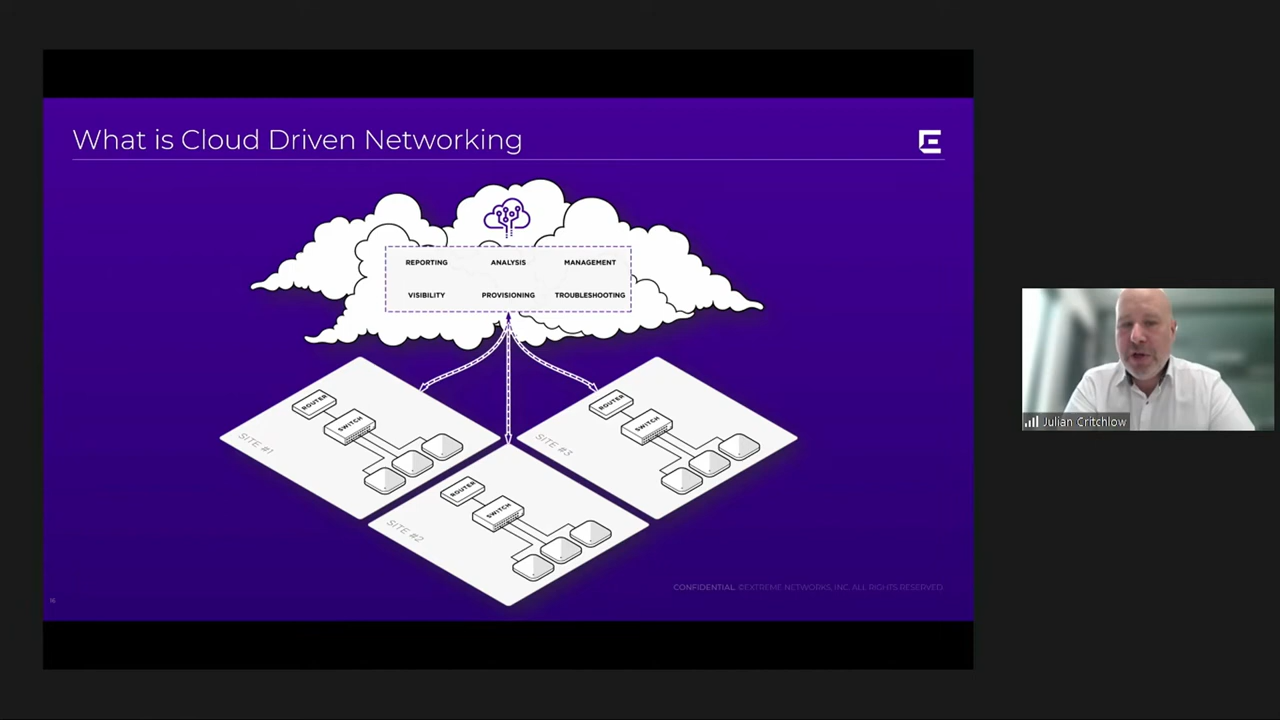 What is Cloud Driven Networking
REPORTING ANALYSIS MANAGEMENT
VISIBILITY PROVISIONING TROUBLESHOOTING
ROUTER
SWITCH
SITE #1
ROUTER
SWITCH
SITE #3
ROUTER
SWITCH
SITE #2
CONFIDENTIAL. ©EXTREME NETWORKS, INC. ALL RIGHTS RESERVED
16
Julian Critchlow